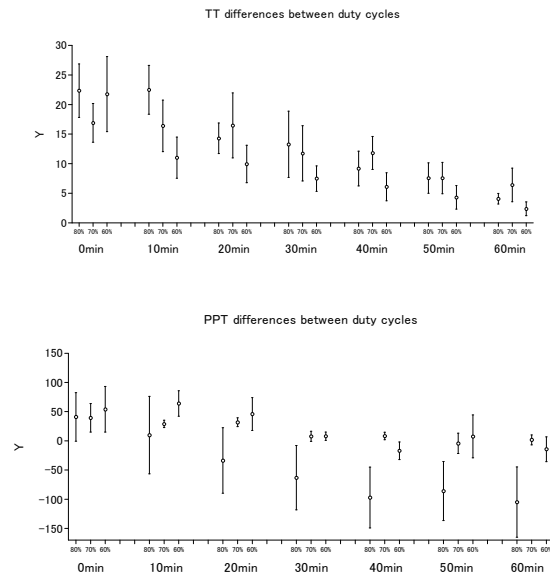 TT differences between duty cycles
30
25
20
15
10
5
0
Y
80% 70% 60% 80% 70% 60% 80% 70% 60% 80% 70% 60% 80% 70% 60% 80% 70% 60% 80% 70% 60%
0min 10min 20min 30min 40min 50min 60min
PPT differences between duty cycles
150
100
50
0
-50
-100
-150
Y
80% 70% 60% 80% 70% 60% 80% 70% 60% 80% 70% 60% 80% 70% 60% 80% 70% 60% 80% 70% 60%
0min 10min 20min 30min 40min 50min 60min